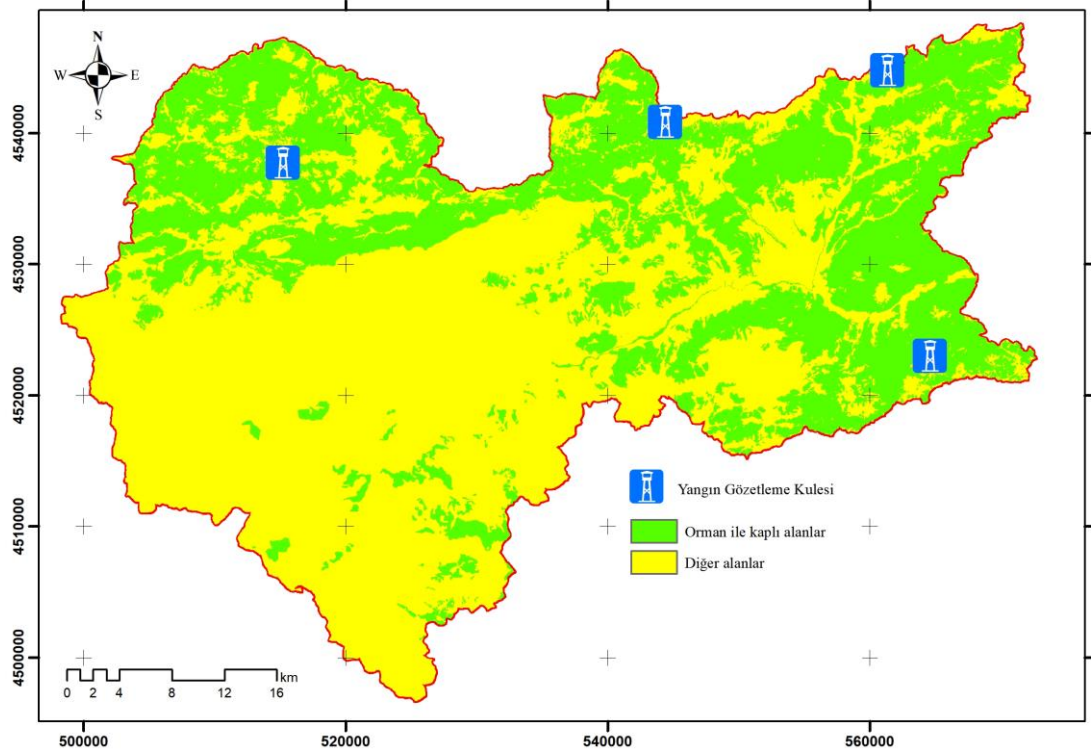 N
W E
S
4540000
4530000
4520000
4510000
4500000
Yangın Gözetleme Kulesi
Orman ile kaplı alanlar
Diğer alanlar
km
0 2 4 8 12 16
500000 520000 540000 560000